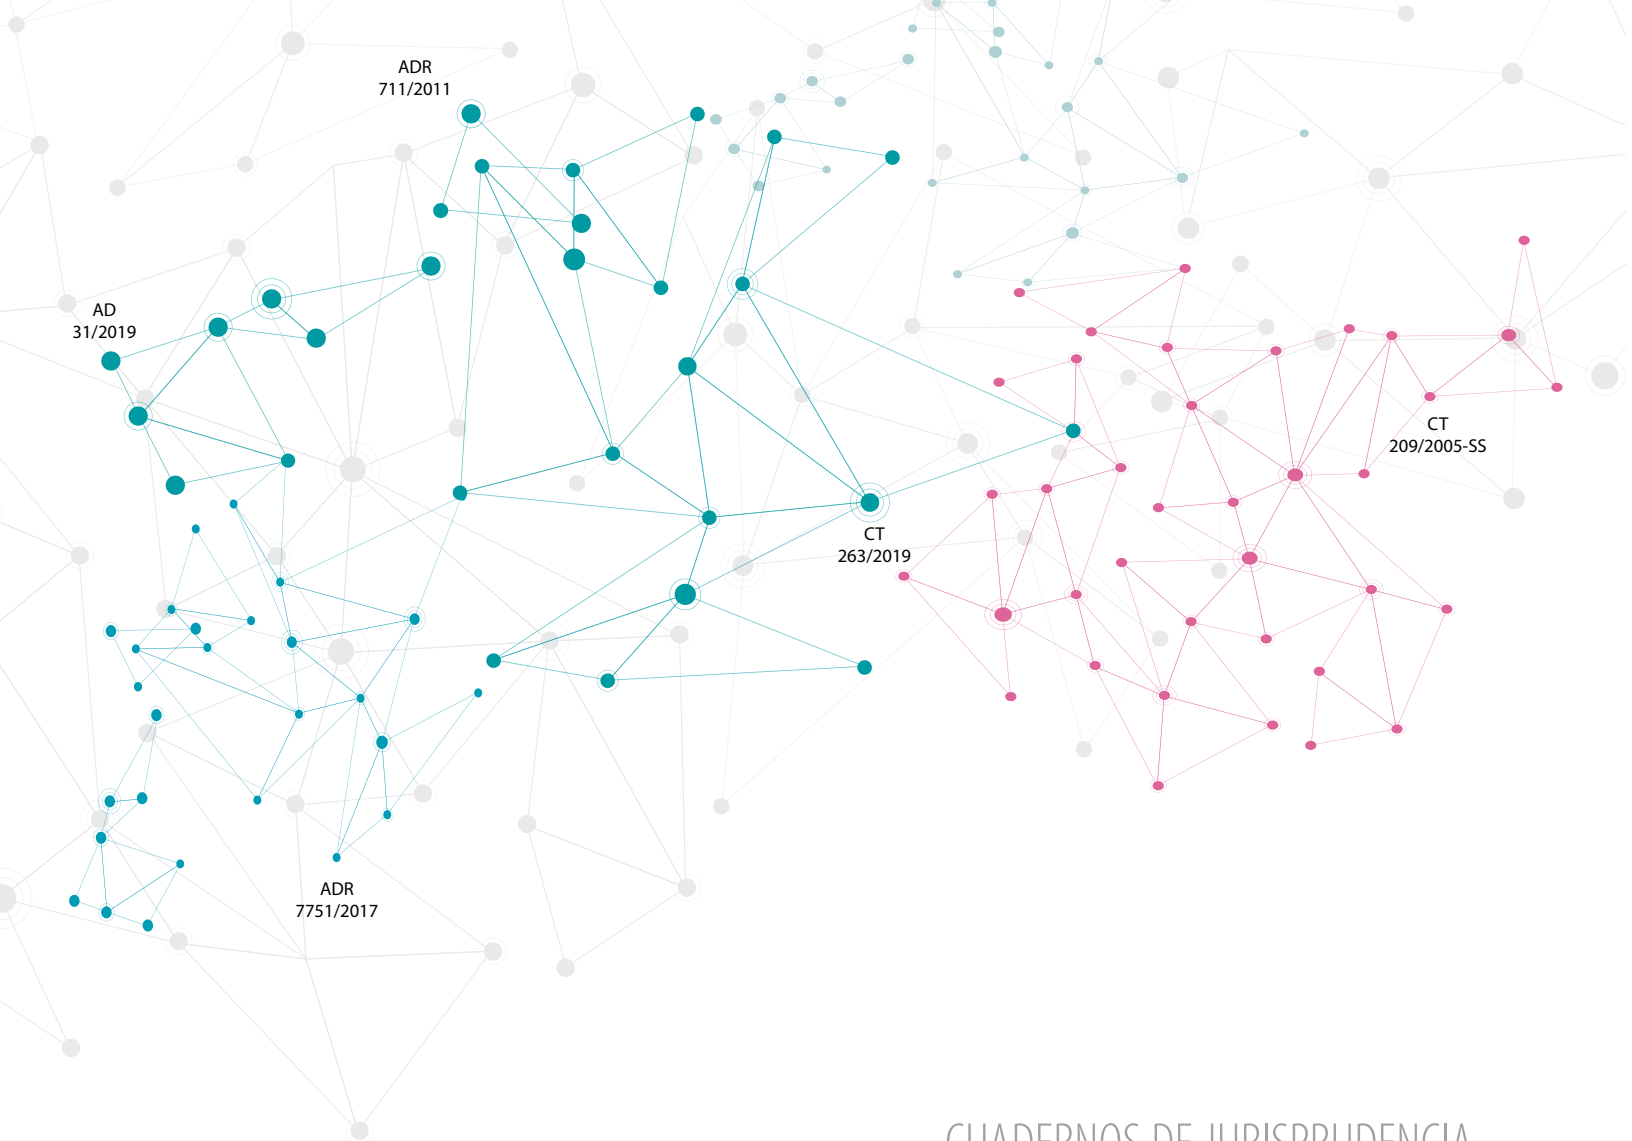 ADR
711/2011
AD
31/2019
CT
209/2005-SS
CT
263/2019
ADR
7751/2017
CUADERNOS DE JURISPRUDENCIA